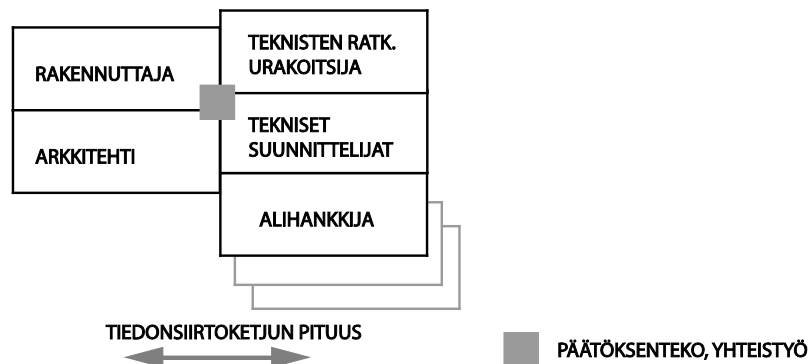 RAKENNUTTAJA
ARKKITEHTI
TEKNISTEN RATK.
URAKOITSIJA
TEKNISET
SUUNNITTELIJAT
ALIHANKKIJA
TIEDONSIIRTOKETJUN PITUUS
PÄÄTÖKSENTEKO, YHTEISTYÖ